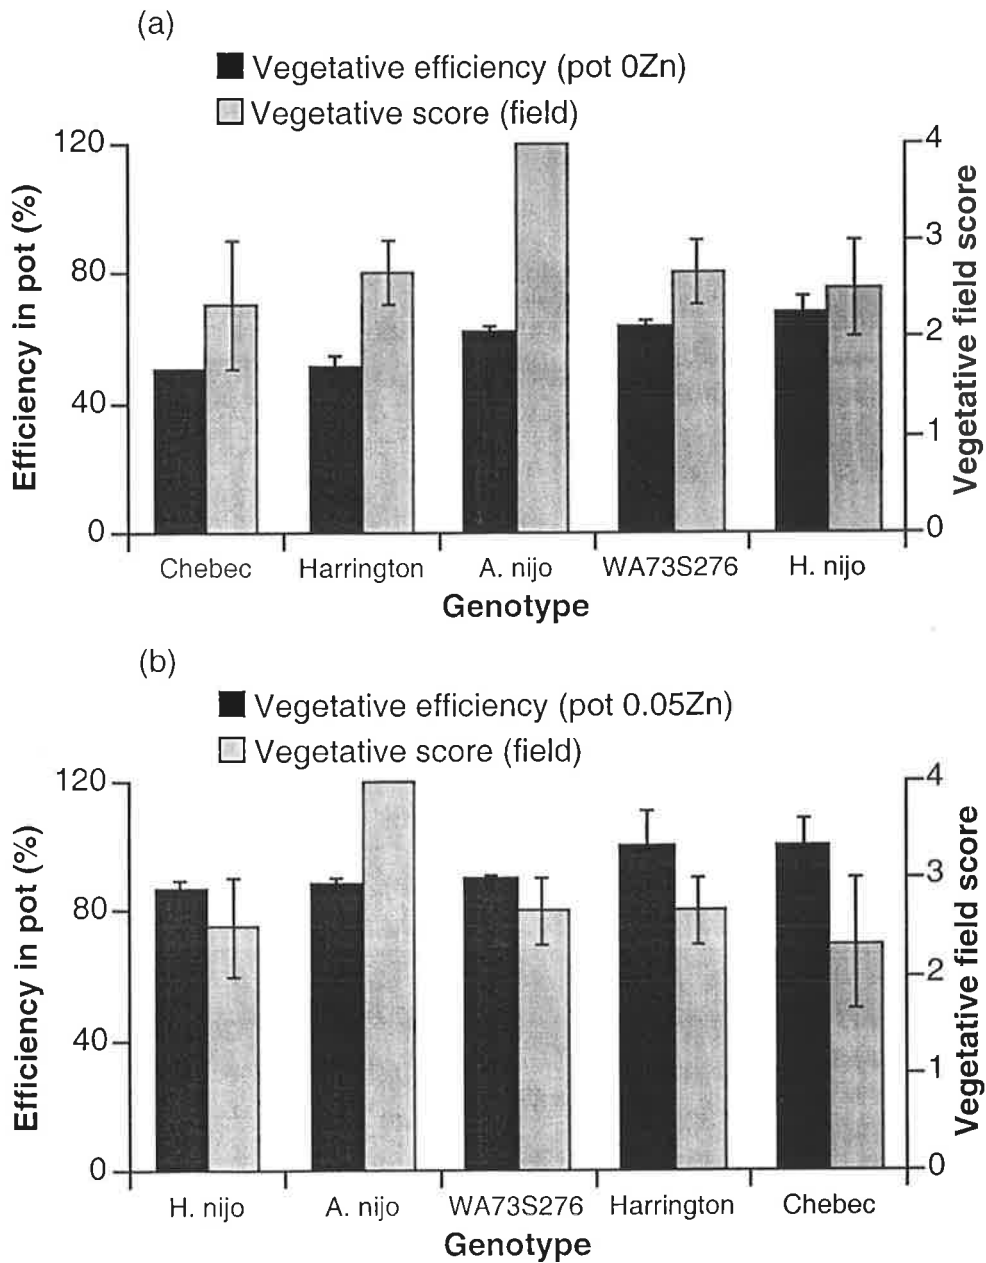 (a)
Vegetative efficiency (pot 0Zn)
Vegetative score (field)
Efficiency in pot (%)
120
80
40
0
4
3
2
1
0
Vegetative field score
Chebec Harrington A. nijo WA73S276 H. nijo
Genotype
(b)
Vegetative efficiency (pot 0.05Zn)
Vegetative score (field)
Efficiency in pot (%)
120
80
40
0
4
3
2
1
0
Vegetative field score
H. nijo A. nijo WA73S276 Harrington Chebec
Genotype